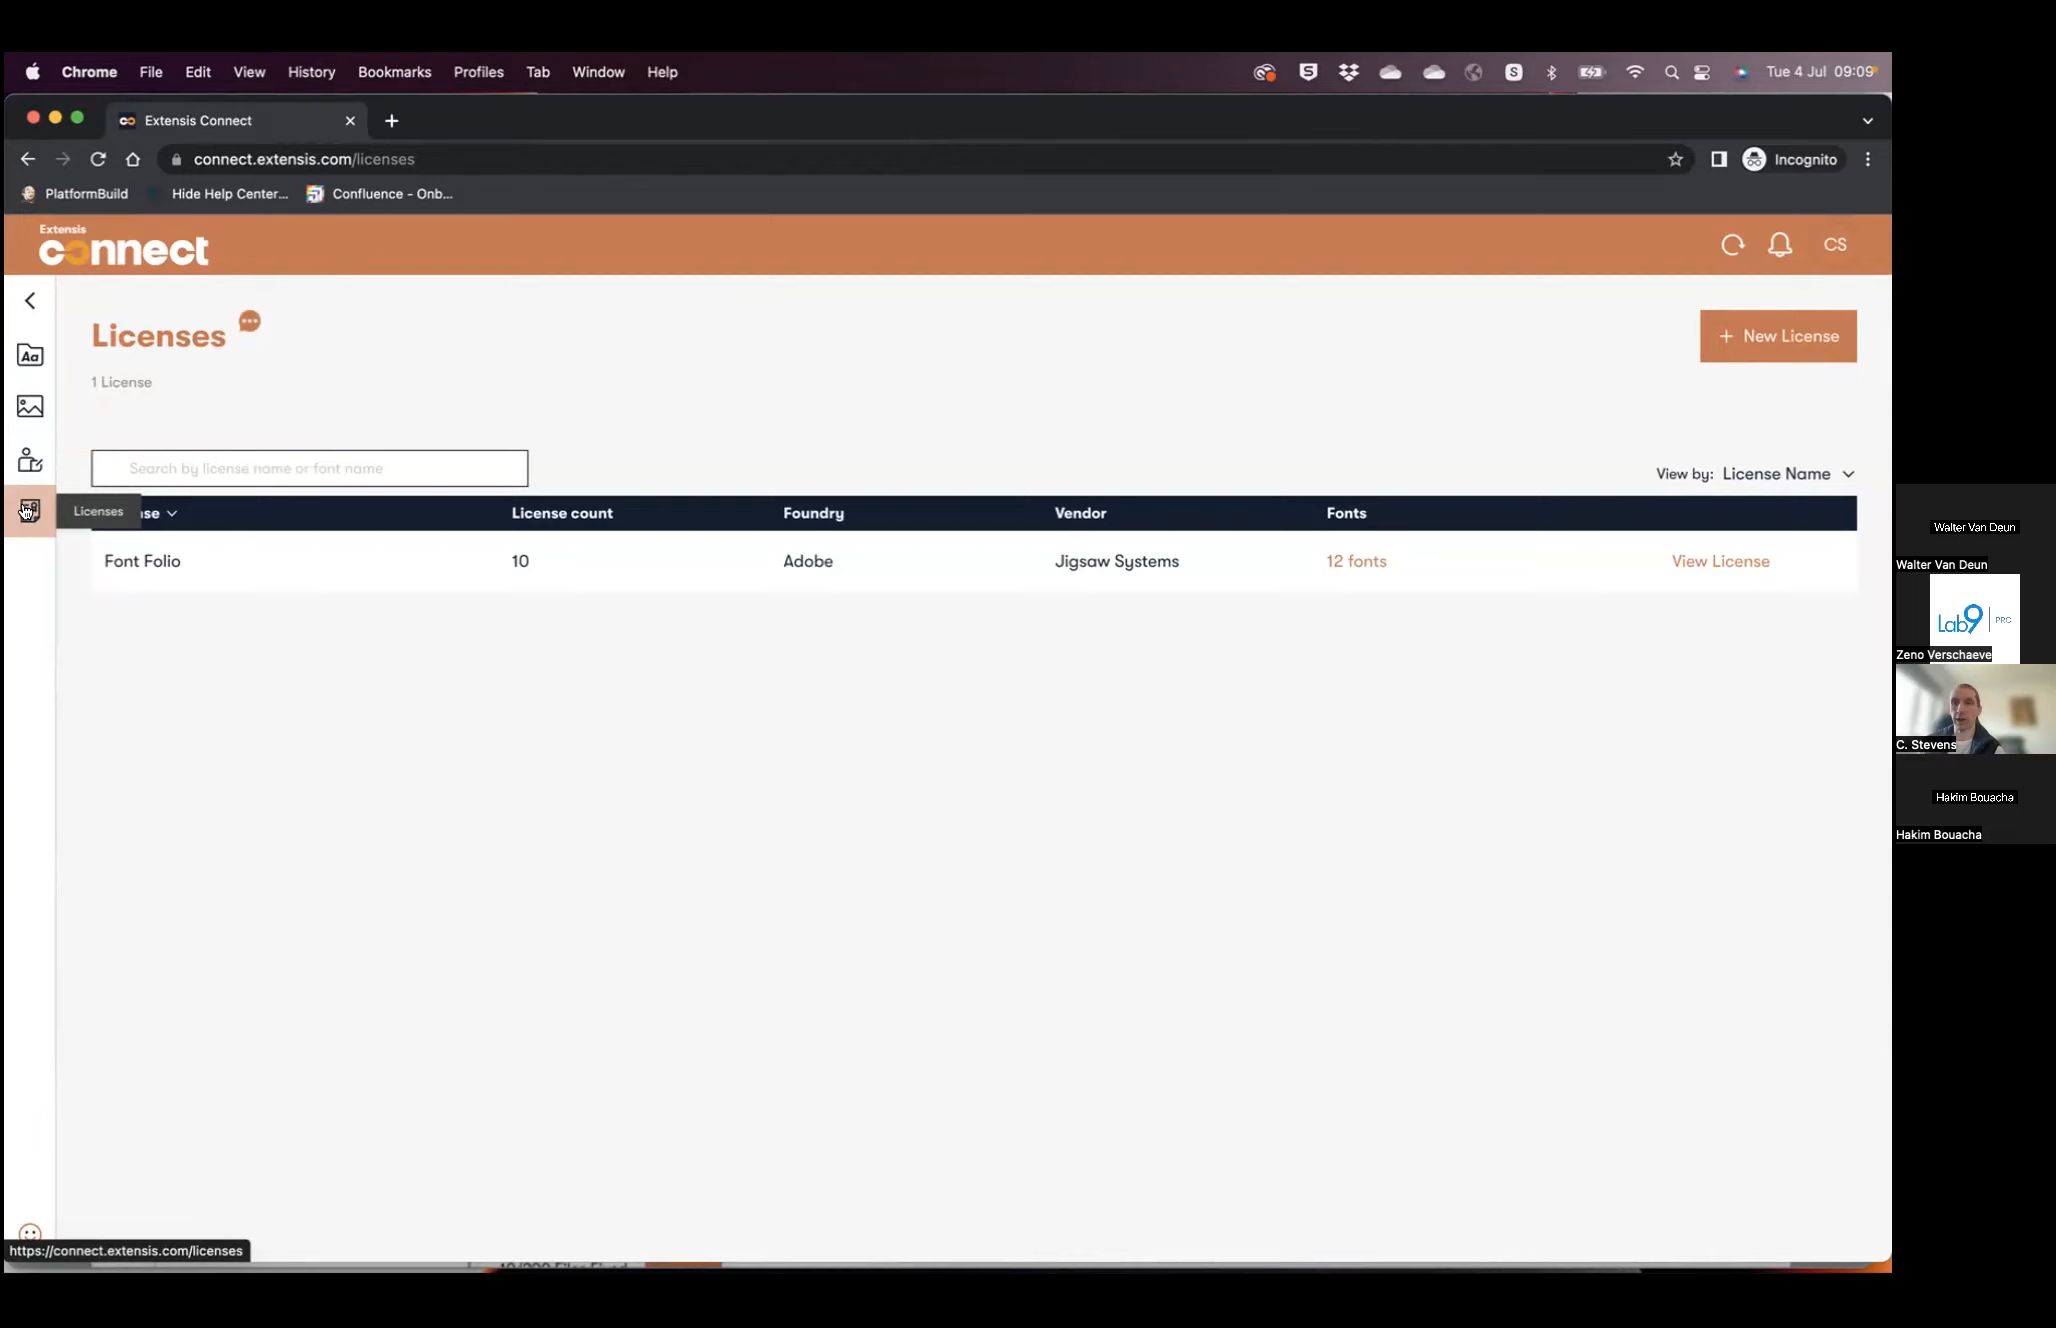 Chrome File Edit View History Bookmarks Profiles Tab Window Help Tue 4 Jul 09:09
Extensis Connect
connect.extensis.com/licenses Incognito
PlatformBuild Hide Help Center... Confluence - Onb...
Extensis
connect
CS
Licenses
+ New License
1 License
Search by license name or font name
View by: License Name
Licenses
nse License count Foundry Vendor Fonts
Font Folio 10 Adobe Jigsaw Systems 12 fonts View License
https://connect.extensis.com/licenses
Walter Van Deun
Walter Van Deun
Lab9 | PRO
Zeno Verschaeve
C. Stevens
Hakim Bouacha
Hakim Bouacha